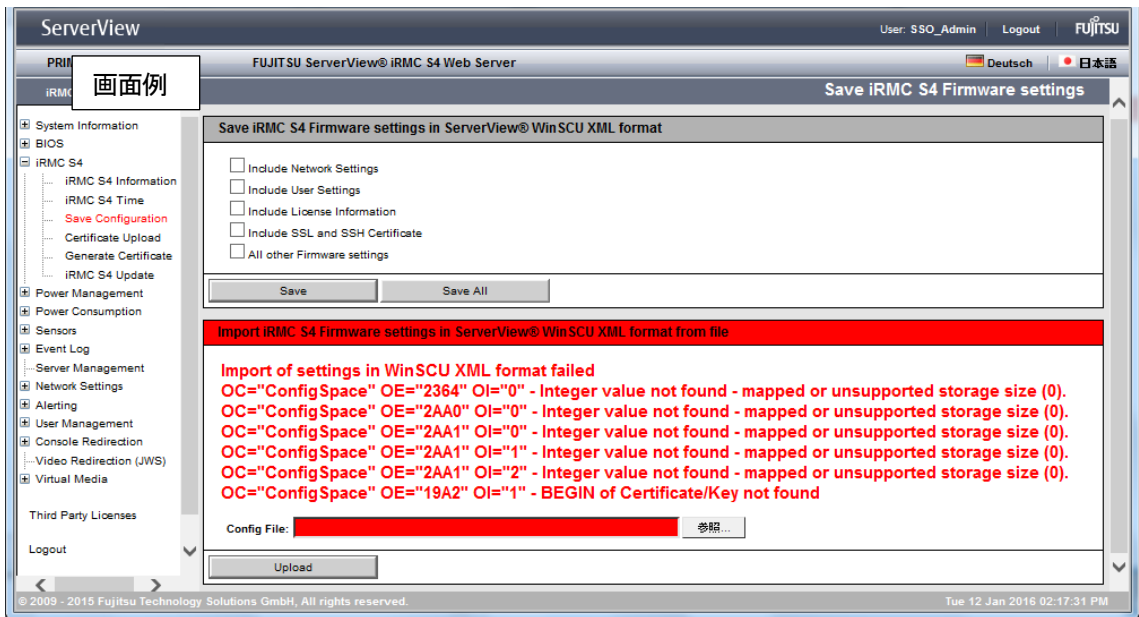 ServerView
User: SSO_Admin
Logout
FUJITSU
画面例
FUJITSU ServerView® iRMC S4 Web Server
Deutsch
日本語
Save iRMC S4 Firmware settings
System Information
BIOS
iRMC S4
iRMC S4 Information
iRMC S4 Time
Save Configuration
Certificate Upload
Generate Certificate
iRMC S4 Update
Power Management
Power Consumption
Sensors
Event Log
Server Management
Network Settings
Alerting
User Management
Console Redirection
Video Redirection (JWS)
Virtual Media
Third Party Licenses
Logout
Save iRMC S4 Firmware settings in ServerView® WinSCU XML format
Include Network Settings
Include User Settings
Include License Information
Include SSL and SSH Certificate
All other Firmware settings
Save
Save All
Import iRMC S4 Firmware settings in ServerView® WinSCU XML format from file
Import of settings in WinSCU XML format failed
OC="ConfigSpace" OE="2364" OI="0" - Integer value not found - mapped or unsupported storage size (0).
OC="ConfigSpace" OE="2AA0" OI="0" - Integer value not found - mapped or unsupported storage size (0).
OC="ConfigSpace" OE="2AA1" OI="0" - Integer value not found - mapped or unsupported storage size (0).
OC="ConfigSpace" OE="2AA1" OI="1" - Integer value not found - mapped or unsupported storage size (0).
OC="ConfigSpace" OE="2AA1" OI="2" - Integer value not found - mapped or unsupported storage size (0).
OC="ConfigSpace" OE="19A2" OI="1" - BEGIN of Certificate/Key not found
Config File:
参照...
Upload
© 2009 - 2015 Fujitsu Technology Solutions GmbH, All rights reserved.
Tue 12 Jan 2016 02:17:31 PM